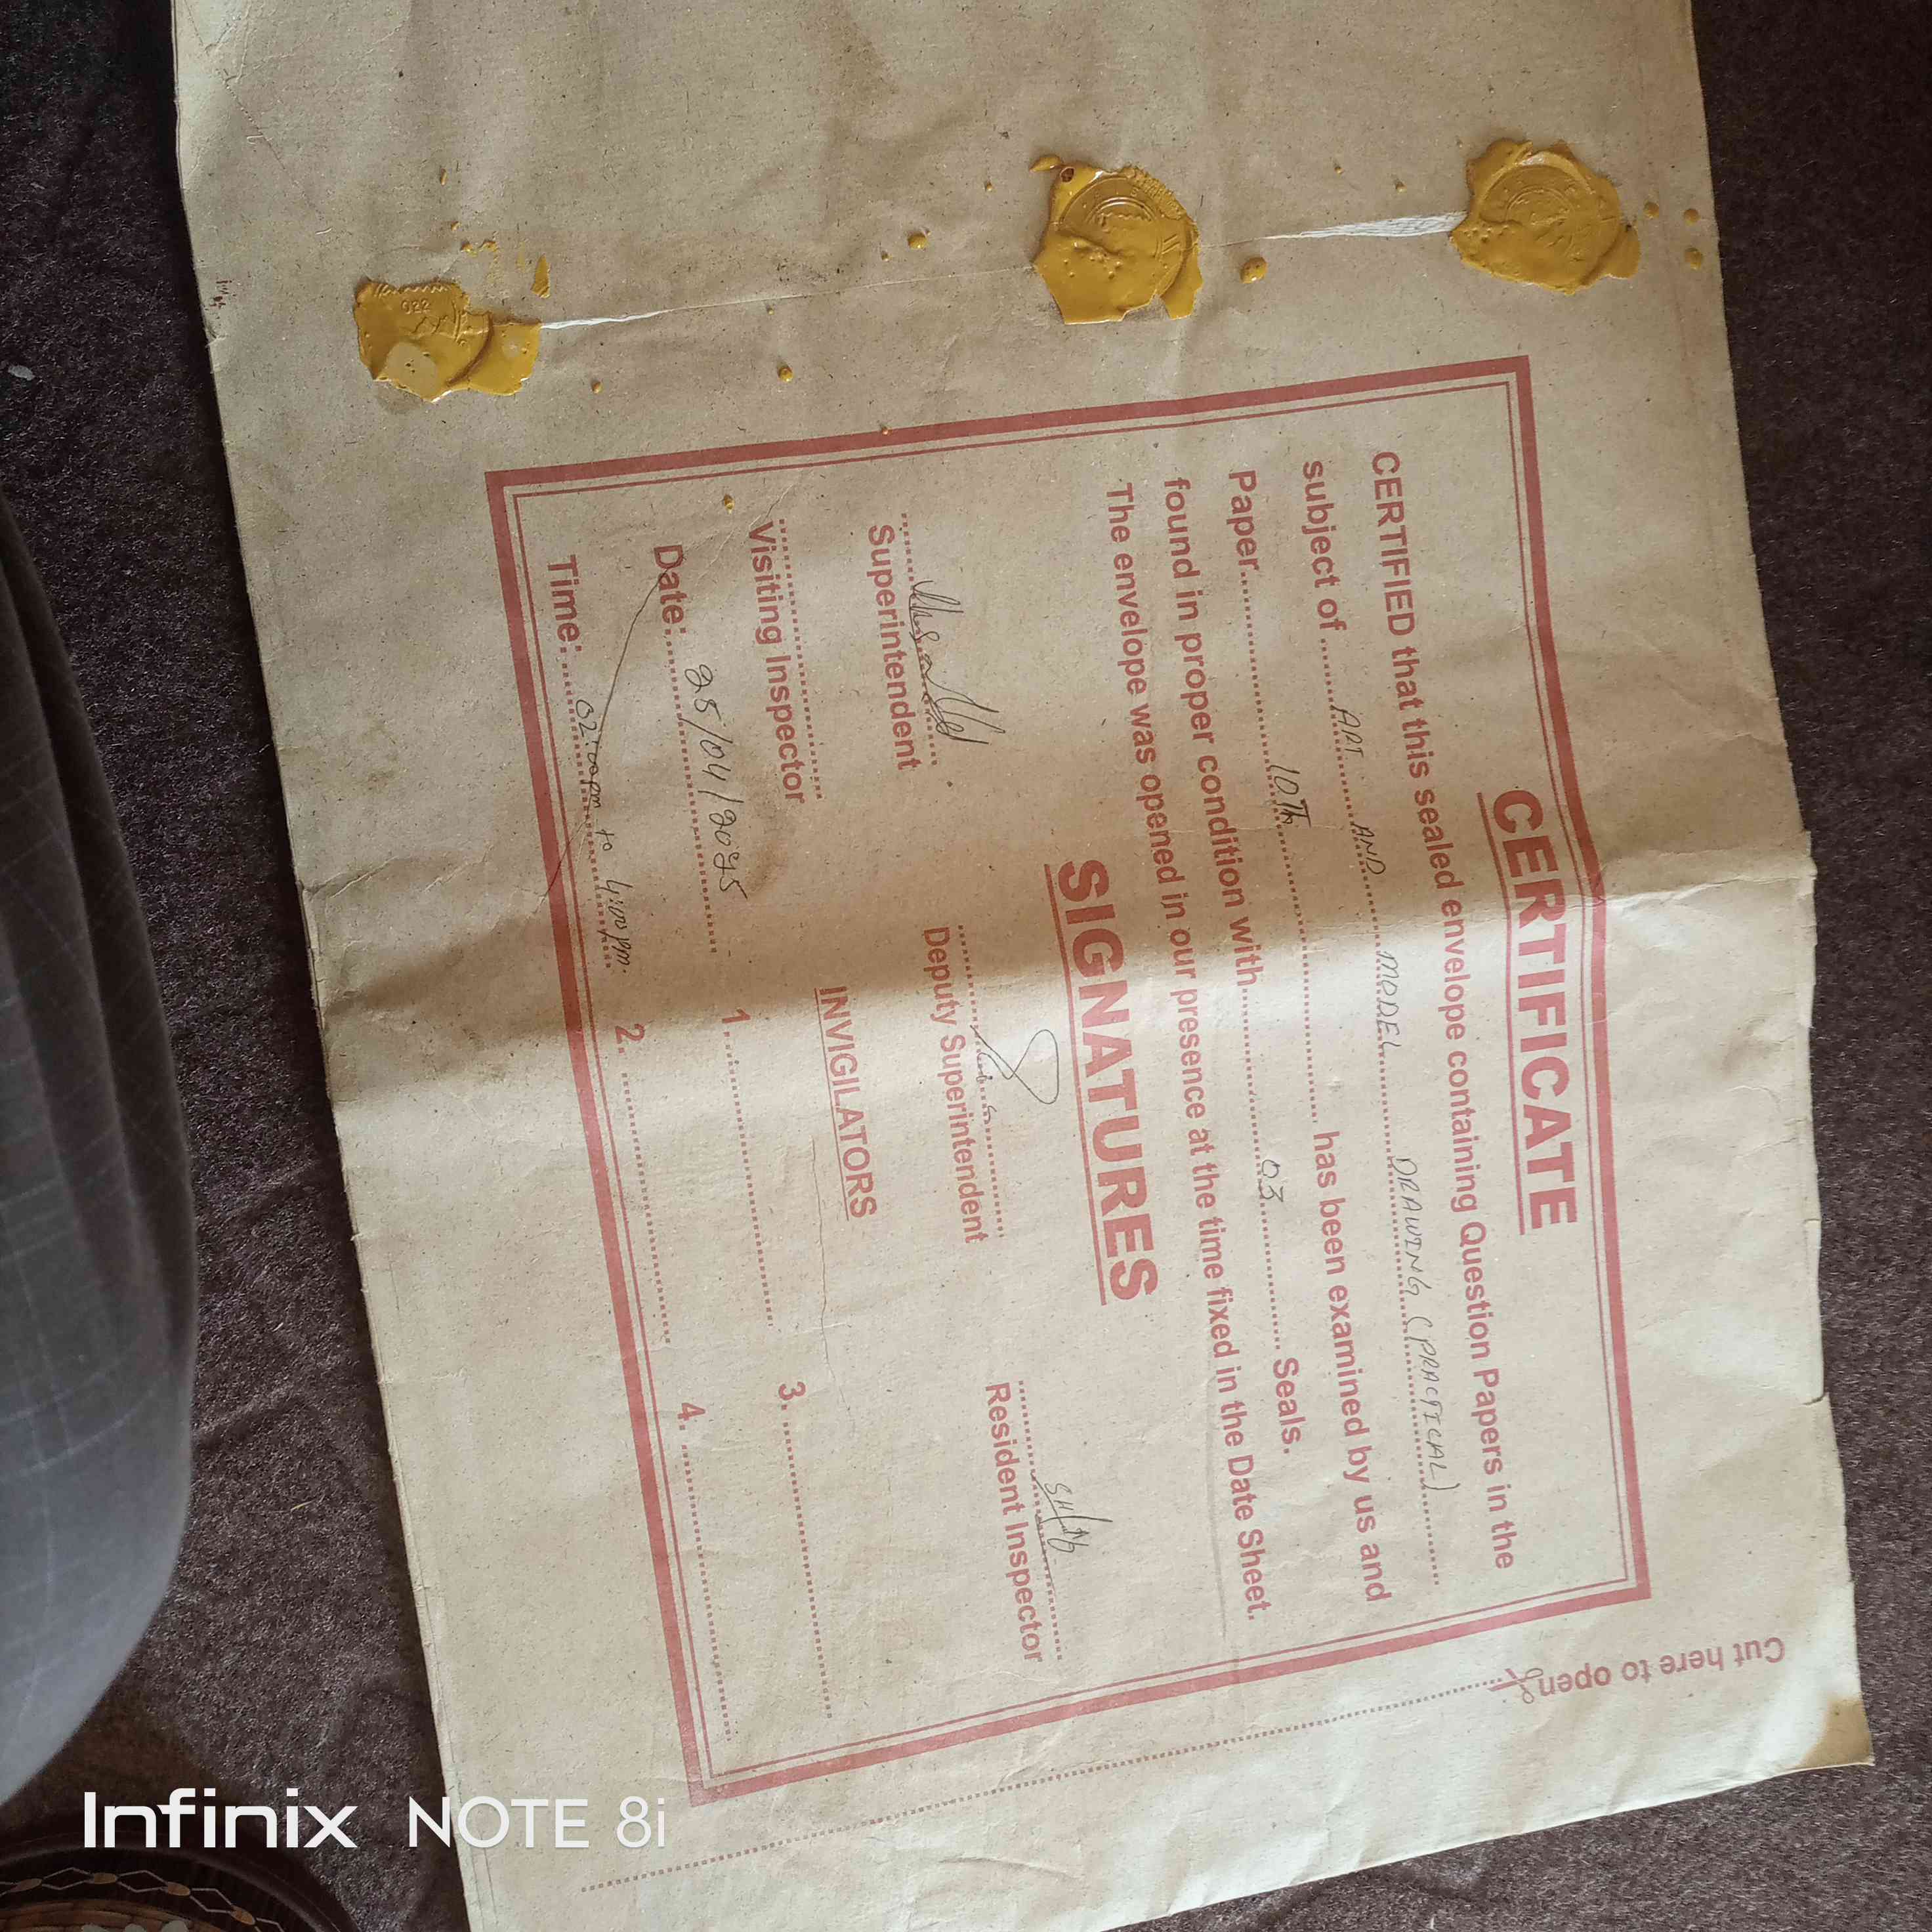 CERTIFICATE
CERTIFIED that this sealed envelope containing Question Papers in the
subject of ART AND MODEL DRAWING (PRACTICAL)
Paper 10Th has been examined by us and
found in proper condition with 03 Seals.
The envelope was opened in our presence at the time fixed in the Date Sheet.
SIGNATURES
Superintendent
Deputy Superintendent
Resident Inspector
Visiting Inspector
INVIGILATORS
Date: 25/04/2025
1.
3.
Time: 02:00pm to 4:00pm.
2.
4.
Cut here to open
022
Infinix NOTE 8i